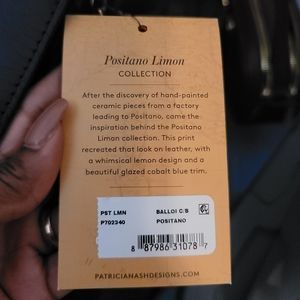 Positano Limon
COLLECTION
After the discovery of hand-painted
ceramic pieces from a factory
leading to Positano, came the
inspiration behind the Positano
Limon collection. This print
recreated that look on leather, with
a whimsical lemon design and a
beautiful glazed cobalt blue trim.
PST LMN BALLOI C/B
P702340 POSITANO
8 87986 31078 7
PATRICIANASHDESIGNS.COM